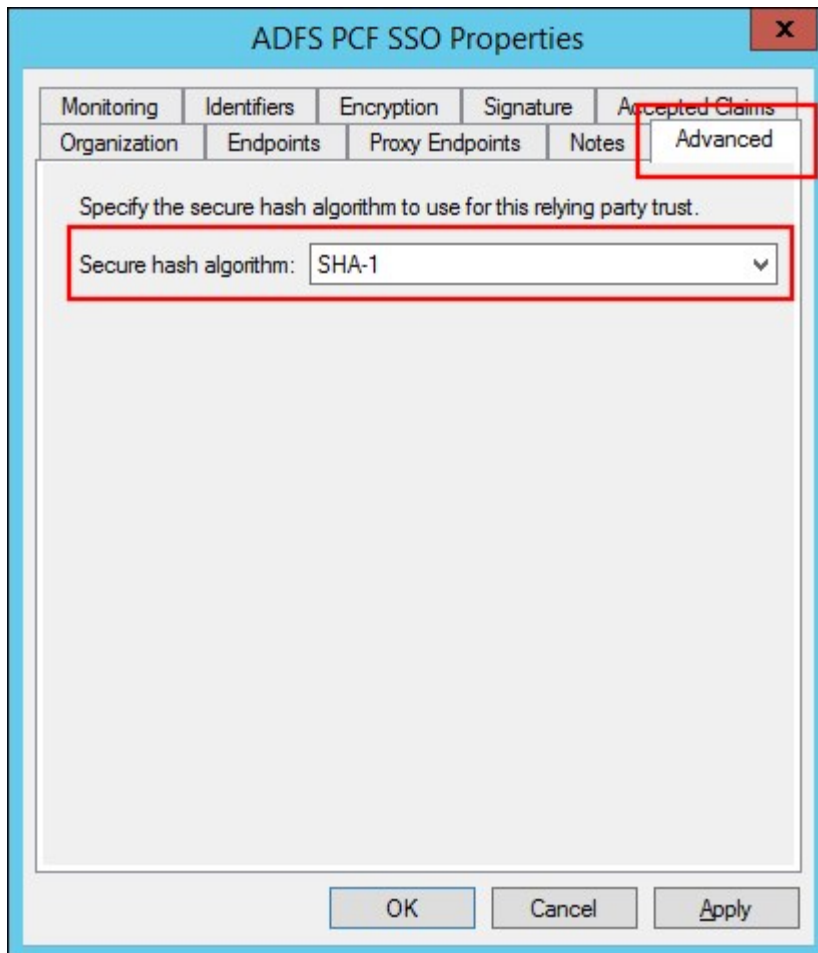 ADFS PCF SSO Properties
x
Monitoring Identifiers Encryption Signature Accepted Claims
Organization Endpoints Proxy Endpoints Notes Advanced
Specify the secure hash algorithm to use for this relying party trust.
Secure hash algorithm: SHA-1
OK Cancel Apply